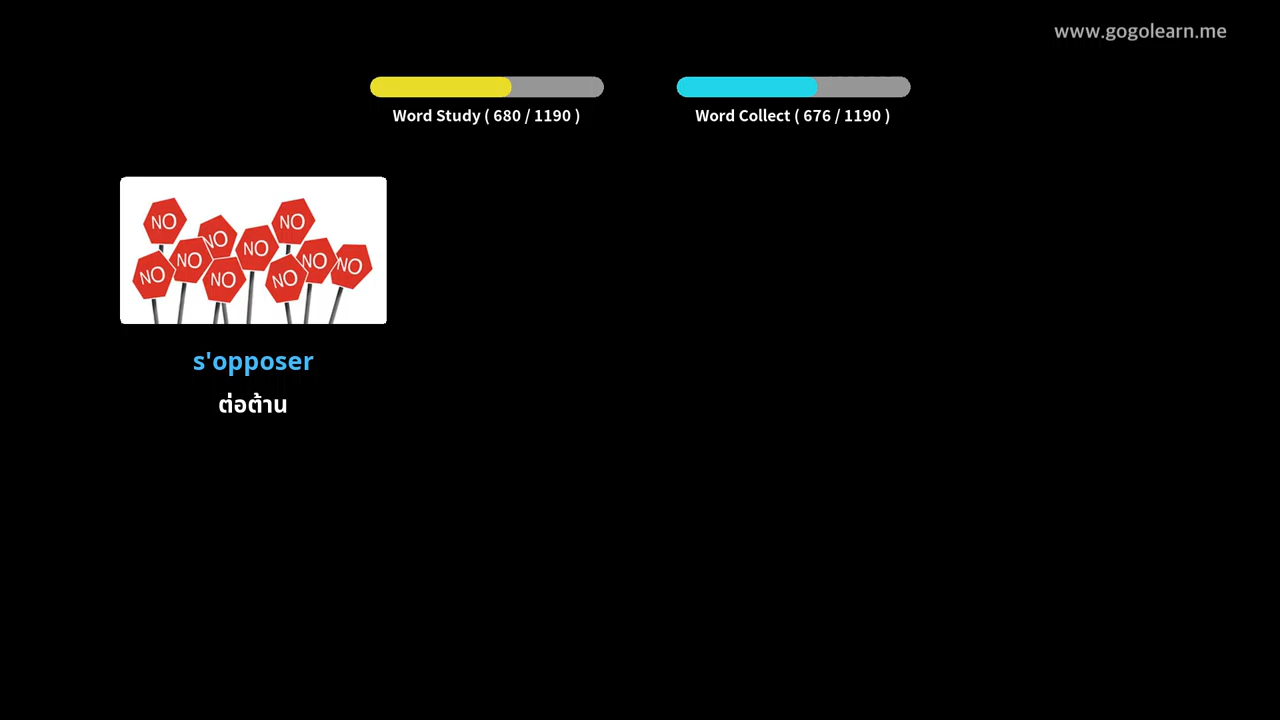 www.gogolearn.me
Word Study ( 680 / 1190 )
Word Collect ( 676 / 1190 )
NO
NO
NO
NO
NO
NO
NO
NO
NO
NO
s'opposer
ต่อต้าน